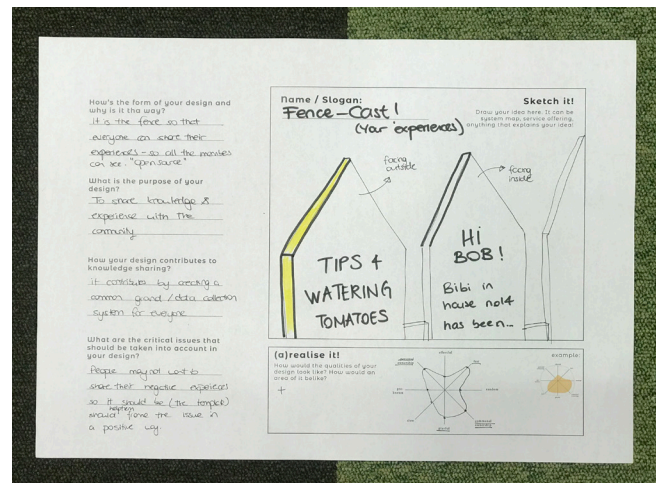 How's the form of your design and
why is it tha way?
It is the fence so that
everyone can share their
experiences – so all the members
can see. "opensource"
What is the purpose of your
design?
To share knowledge &
experience with the
community
How your design contributes to
knowledge sharing?
it contributes by creating a
common grand / data collection
system for everyone
What are the critical issues that
should be taken into account in
your design?
People may not want to
share their negative experiences
so it should be (the template)
should frame the issue in
a positive way.
Name / Slogan:
Fence-Cast!
(Your experiences)
Sketch it!
Draw your idea here. It can be
system map, service offering,
anything that explains your idea!
facing
outside
facing
inside
TIPS 4
WATERING
TOMATOES
HI
BOB!
Bibi in
house no14
has been...
(a)realise it!
How would the qualities of your
design look like? How would an
area of it belike?
+
example: